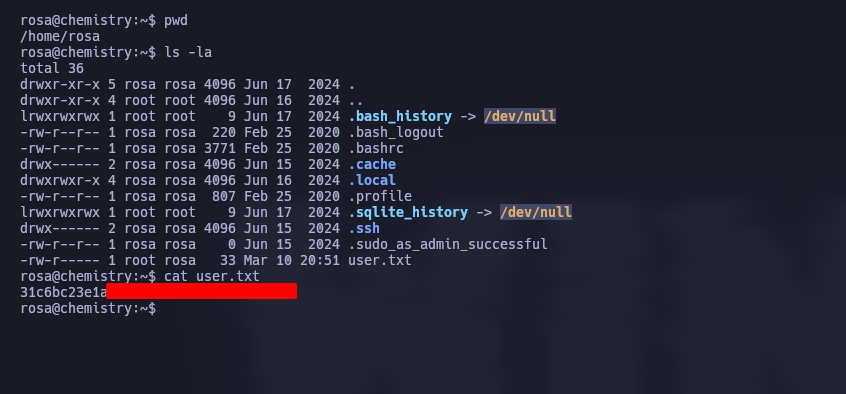 rosa@chemistry:~$ pwd
/home/rosa
rosa@chemistry:~$ ls -la
total 36
drwxr-xr-x 5 rosa rosa 4096 Jun 17  2024 .
drwxr-xr-x 4 root root 4096 Jun 16  2024 ..
lrwxrwxrwx 1 root root    9 Jun 17  2024 .bash_history -> /dev/null
-rw-r--r-- 1 rosa rosa  220 Feb 25  2020 .bash_logout
-rw-r--r-- 1 rosa rosa 3771 Feb 25  2020 .bashrc
drwx------ 2 rosa rosa 4096 Jun 15  2024 .cache
drwxrwxr-x 4 rosa rosa 4096 Jun 16  2024 .local
-rw-r--r-- 1 rosa rosa  807 Feb 25  2020 .profile
lrwxrwxrwx 1 root root    9 Jun 17  2024 .sqlite_history -> /dev/null
drwx------ 2 rosa rosa 4096 Jun 15  2024 .ssh
-rw-r--r-- 1 rosa rosa    0 Jun 15  2024 .sudo_as_admin_successful
-rw-r----- 1 root rosa   33 Mar 10 20:51 user.txt
rosa@chemistry:~$ cat user.txt
31c6bc23e1a
rosa@chemistry:~$